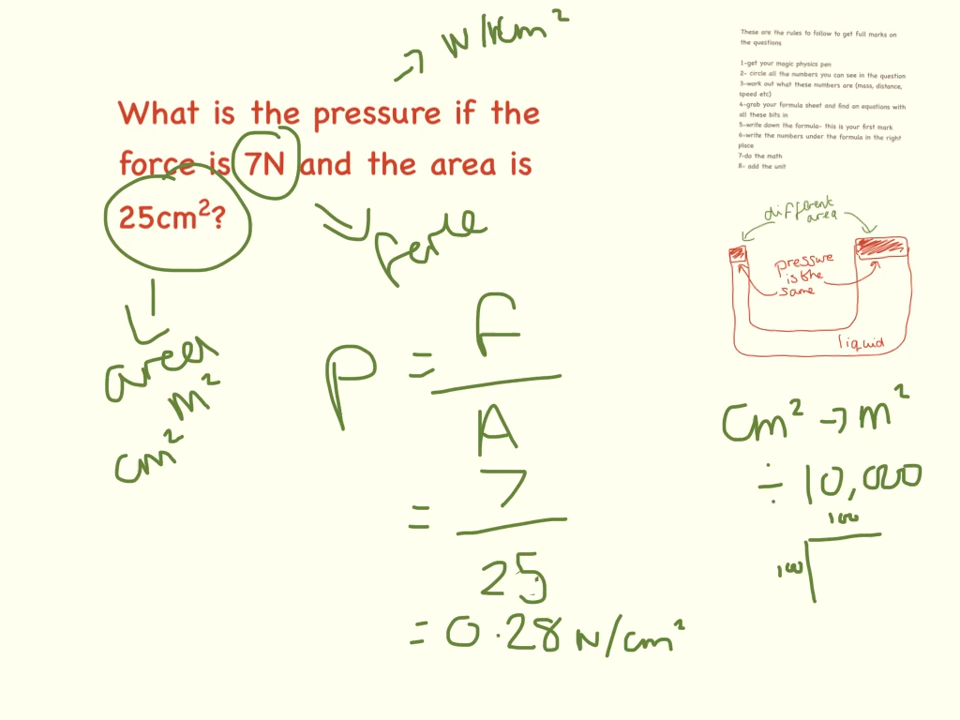 → N/cm²
What is the pressure if the
force is 7N and the area is
25cm²?
force
area
m²
cm²
P = F
A
= 7
25
= 0.28 N/cm²
These are the rules to follow to get full marks on
the questions
1-get your magic physics pen
2- circle all the numbers you can see in the question
3-work out what these numbers are (mass, distance,
speed etc)
4-grab your formula sheet and find an equations with
all these bits in
5-write down the formula- this is your first mark
6-write the numbers under the formula in the right
place
7-do the math
8- add the unit
different
area
pressure
is the
same
liquid
cm² → m²
÷ 10,000
100
100